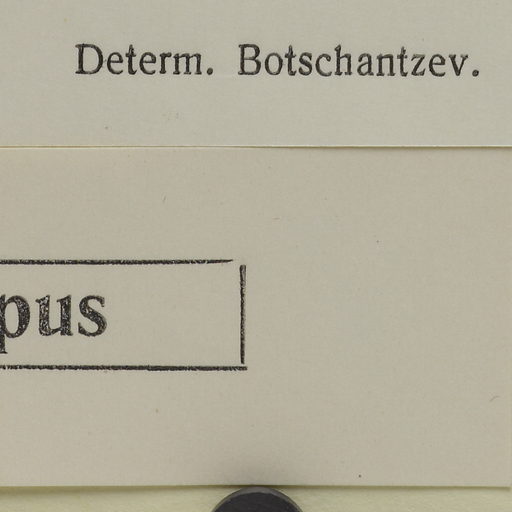 Determ. Botschantzev.
pus